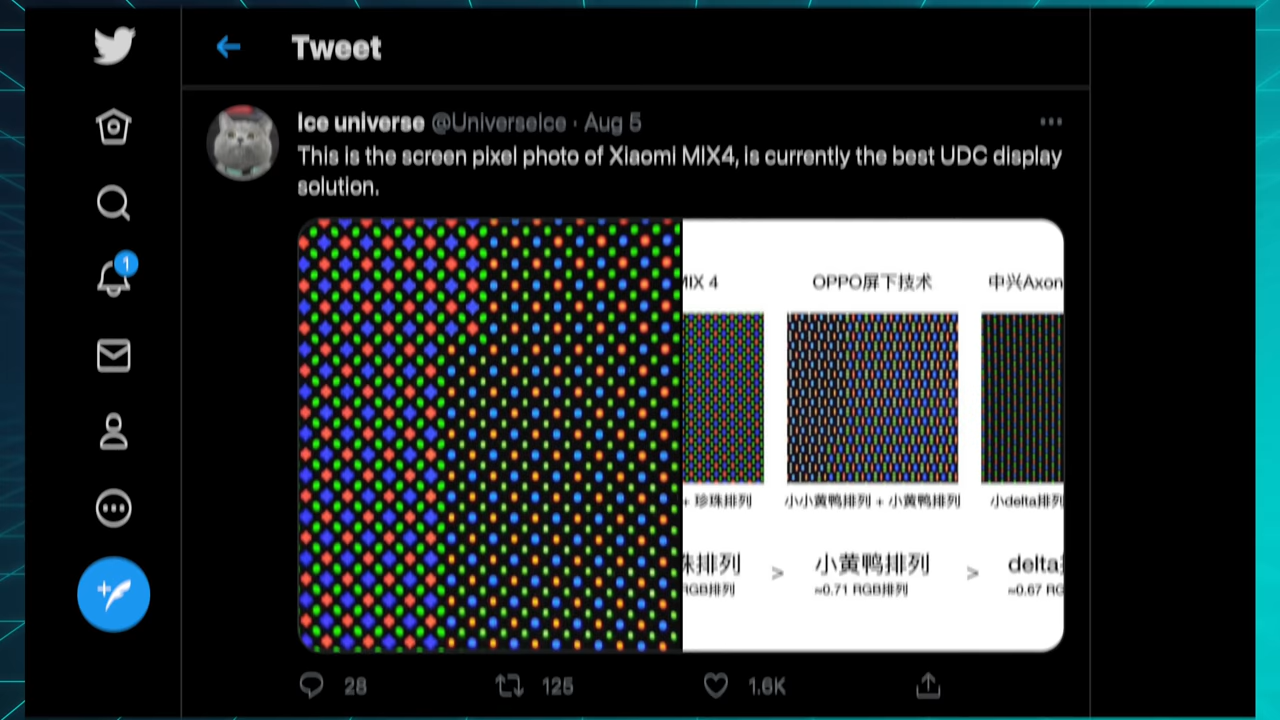 Tweet
1
Ice universe @UniverseIce · Aug 5
This is the screen pixel photo of Xiaomi MIX4, is currently the best UDC display
solution.
MIX 4
OPPO屏下技术
中兴Axon
+ 珍珠排列
小小黄鸭排列 + 小黄鸭排列
小delta排列
排列 > 小黄鸭排列 > delta
RGB排列
~0.71 RGB排列
~0.67 RG
28
125
1.6K